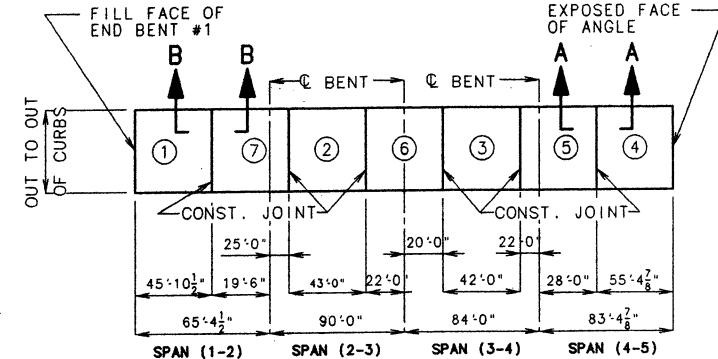 FILL FACE OF
END BENT #1
EXPOSED FACE
OF ANGLE
B B A A
℄ BENT ℄ BENT
OUT TO OUT
OF CURBS
1 7 2 6 3 5 4
CONST. JOINT CONST. JOINT
25'-0" 20'-0" 22'-0"
45'-10½" 19'-6" 43'-0" 22'-0" 42'-0" 28'-0" 55'-4⅞"
65'-4½" 90'-0" 84'-0" 83'-4⅞"
SPAN (1-2) SPAN (2-3) SPAN (3-4) SPAN (4-5)